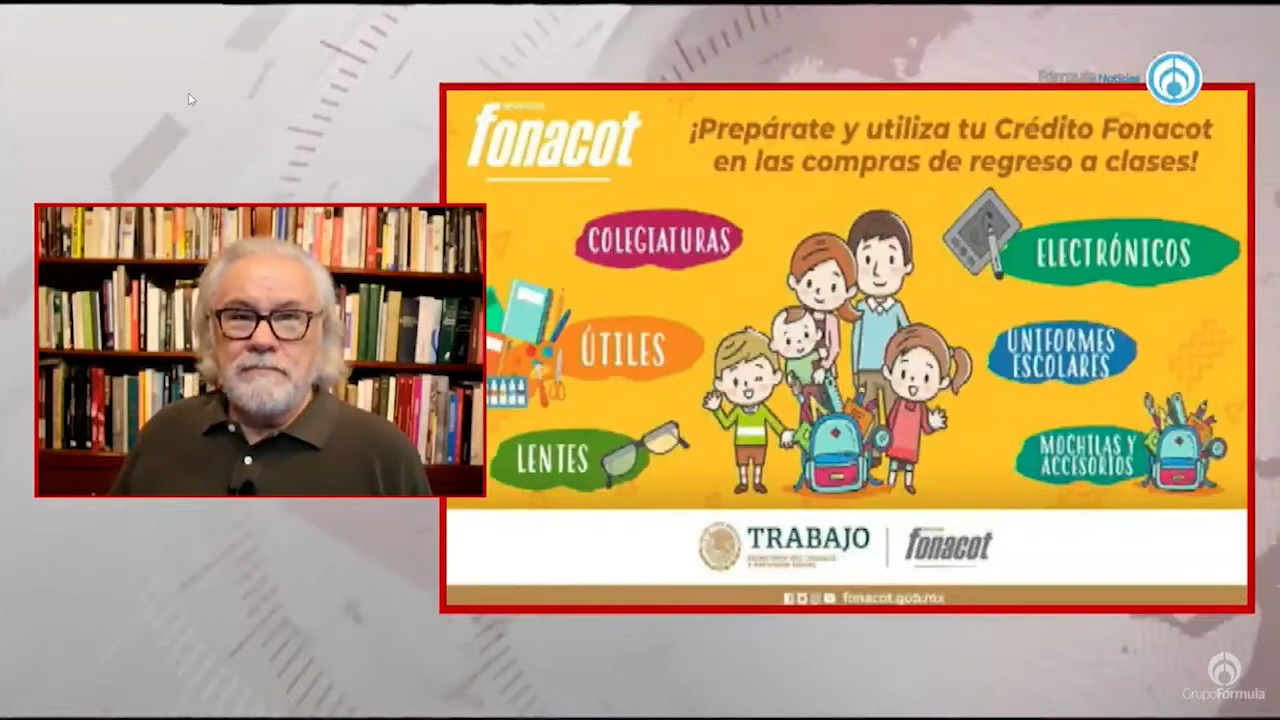 Fórmula Noticias
fonacot
¡Prepárate y utiliza tu Crédito Fonacot
en las compras de regreso a clases!
COLEGIATURAS
ELECTRÓNICOS
ÚTILES
UNIFORMES
ESCOLARES
LENTES
MOCHILAS Y
ACCESORIOS
TRABAJO
fonacot
fonacot.gob.mx
GrupoFórmula